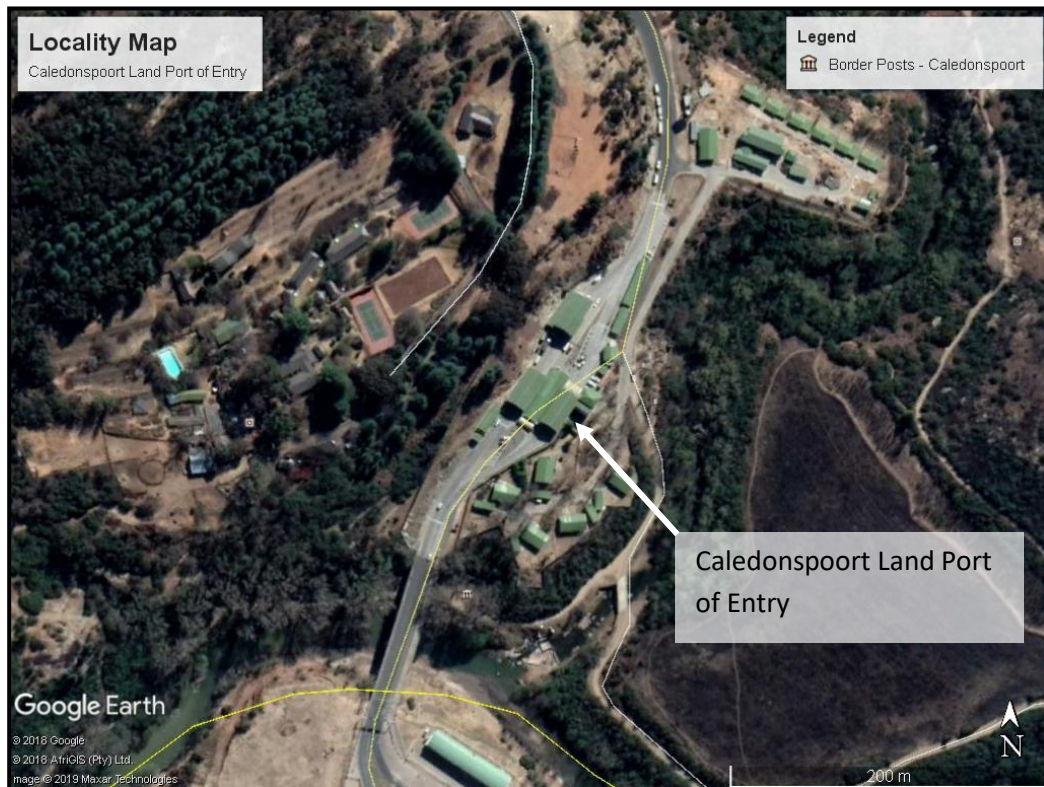 Locality Map
Caledonspoort Land Port of Entry
Legend
Border Posts - Caledonspoort
Caledonspoort Land Port
of Entry
Google Earth
© 2018 Google
© 2018 AfriGIS (Pty) Ltd.
mage © 2019 Maxar Technologies
N
200 m